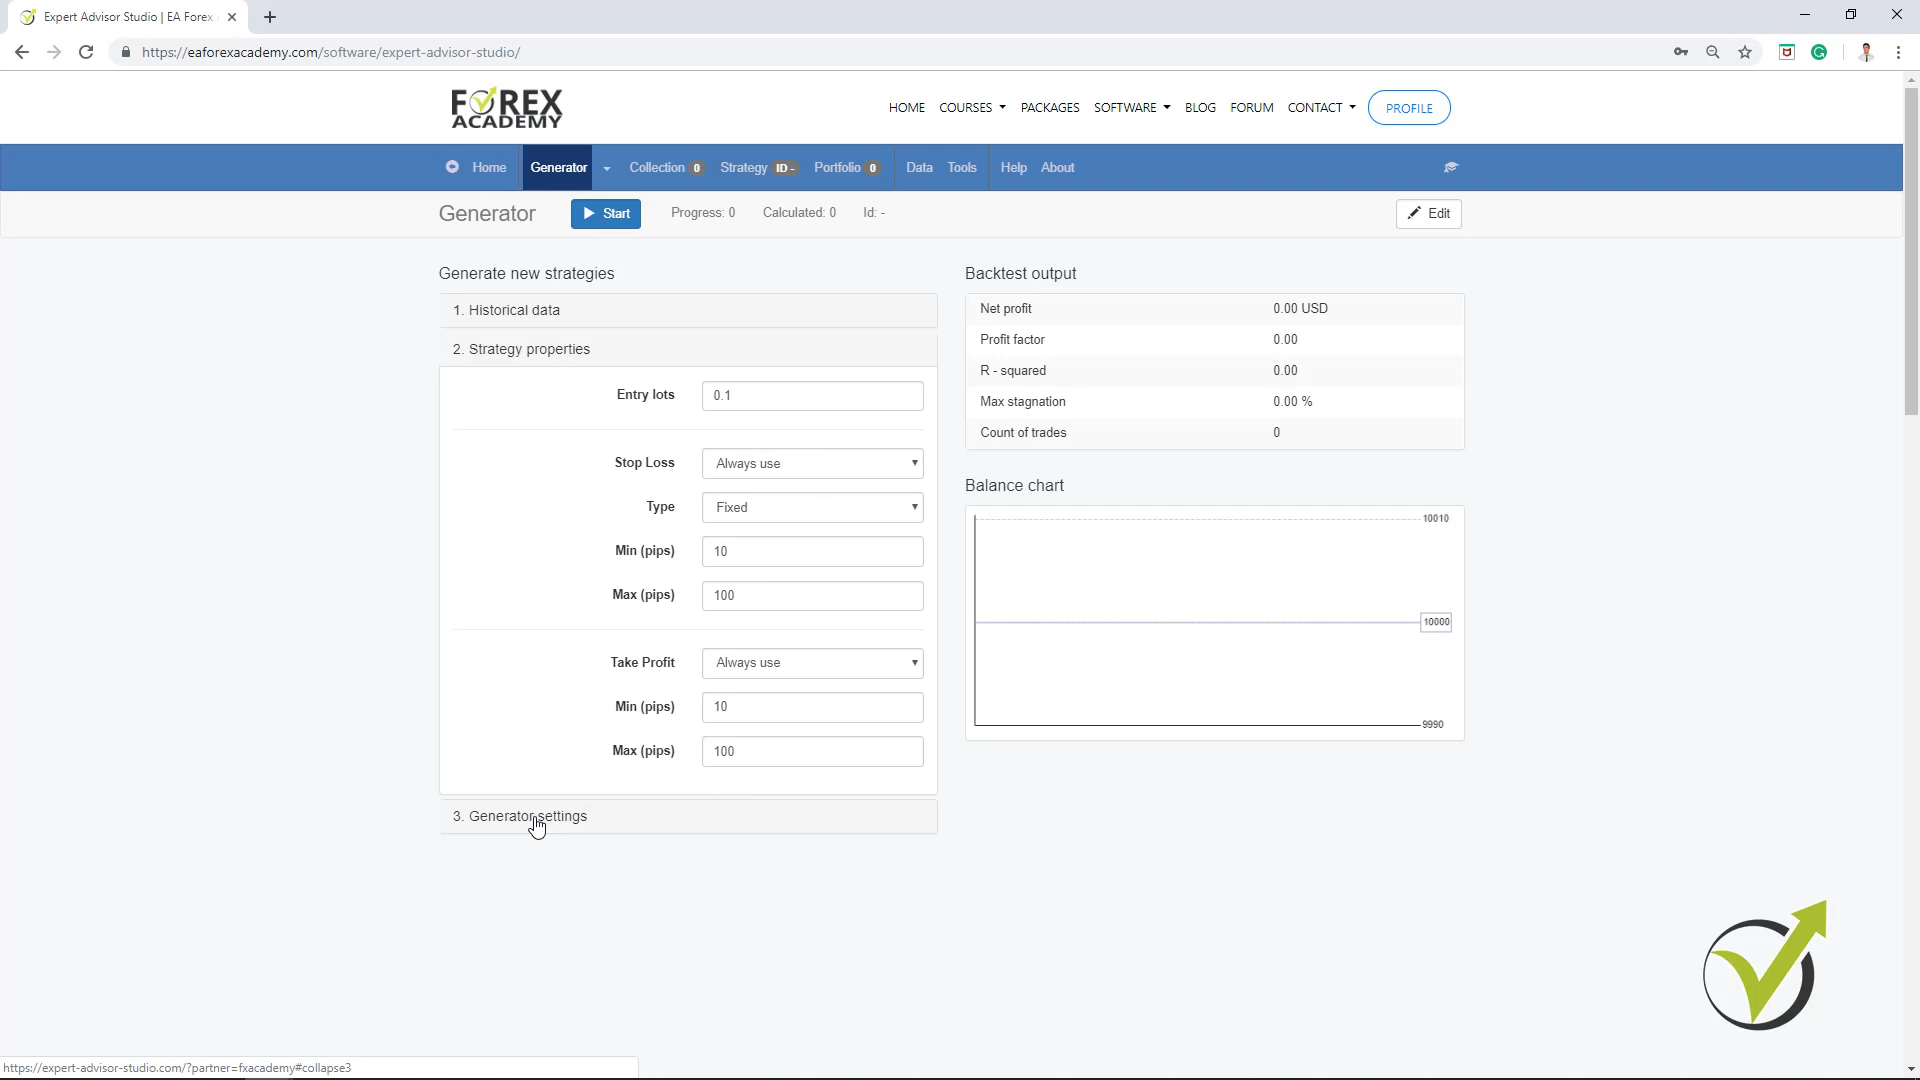 Expert Advisor Studio | EA Forex
https://eaforexacademy.com/software/expert-advisor-studio/
FOREX
ACADEMY
HOME COURSES PACKAGES SOFTWARE BLOG FORUM CONTACT PROFILE
Home Generator Collection 0 Strategy ID - Portfolio 0 Data Tools Help About
Generator Start Progress: 0 Calculated: 0 Id: - Edit
Generate new strategies
1. Historical data
2. Strategy properties
Entry lots 0.1
Stop Loss Always use
Type Fixed
Min (pips) 10
Max (pips) 100
Take Profit Always use
Min (pips) 10
Max (pips) 100
3. Generator settings
Backtest output
Net profit 0.00 USD
Profit factor 0.00
R - squared 0.00
Max stagnation 0.00 %
Count of trades 0
Balance chart
10010
10000
9990
https://expert-advisor-studio.com/?partner=fxacademy#collapse3